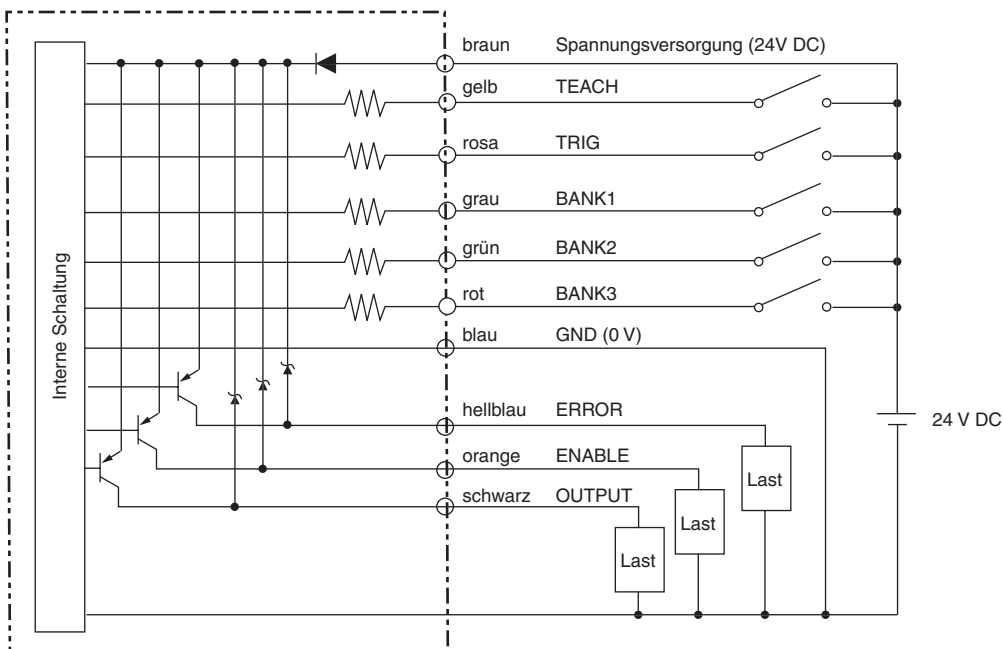 braun Spannungsversorgung (24V DC)
gelb TEACH
rosa TRIG
grau BANK1
grün BANK2
rot BANK3
blau GND (0 V)
Interne Schaltung
hellblau ERROR
24 V DC
orange ENABLE
Last
schwarz OUTPUT
Last
Last